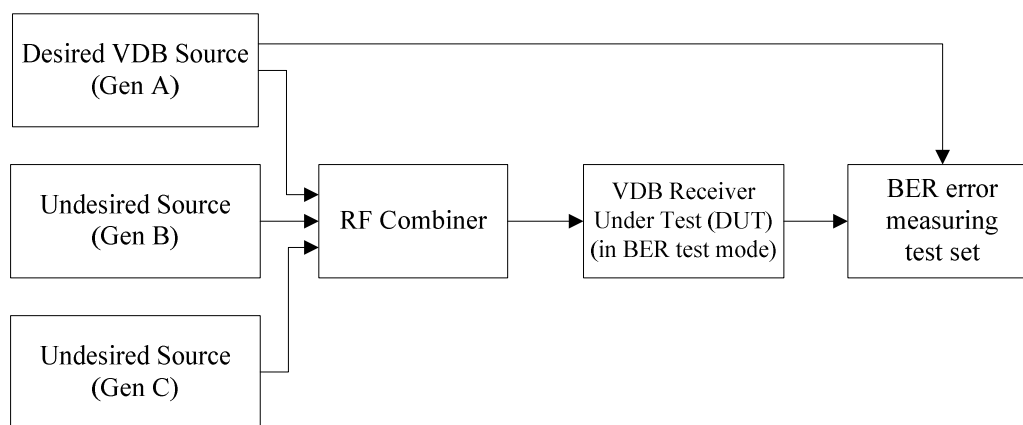 Desired VDB Source
(Gen A)
Undesired Source
(Gen B)
Undesired Source
(Gen C)
RF Combiner
VDB Receiver
Under Test (DUT)
(in BER test mode)
BER error
measuring
test set